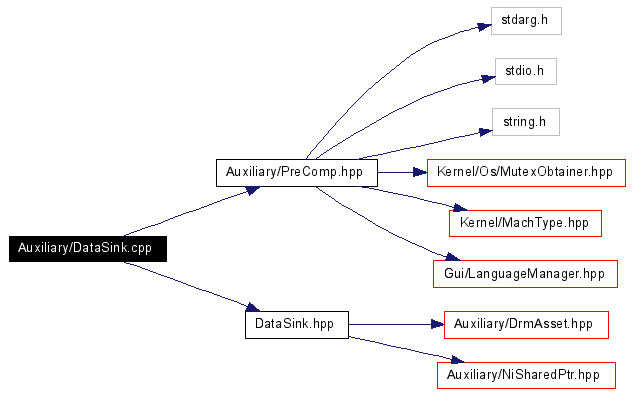 stdarg.h
stdio.h
string.h
Auxiliary/PreComp.hpp
Kernel/Os/MutexObtainer.hpp
Kernel/MachType.hpp
Auxiliary/DataSink.cpp
Gui/LanguageManager.hpp
DataSink.hpp
Auxiliary/DrmAsset.hpp
Auxiliary/NiSharedPtr.hpp